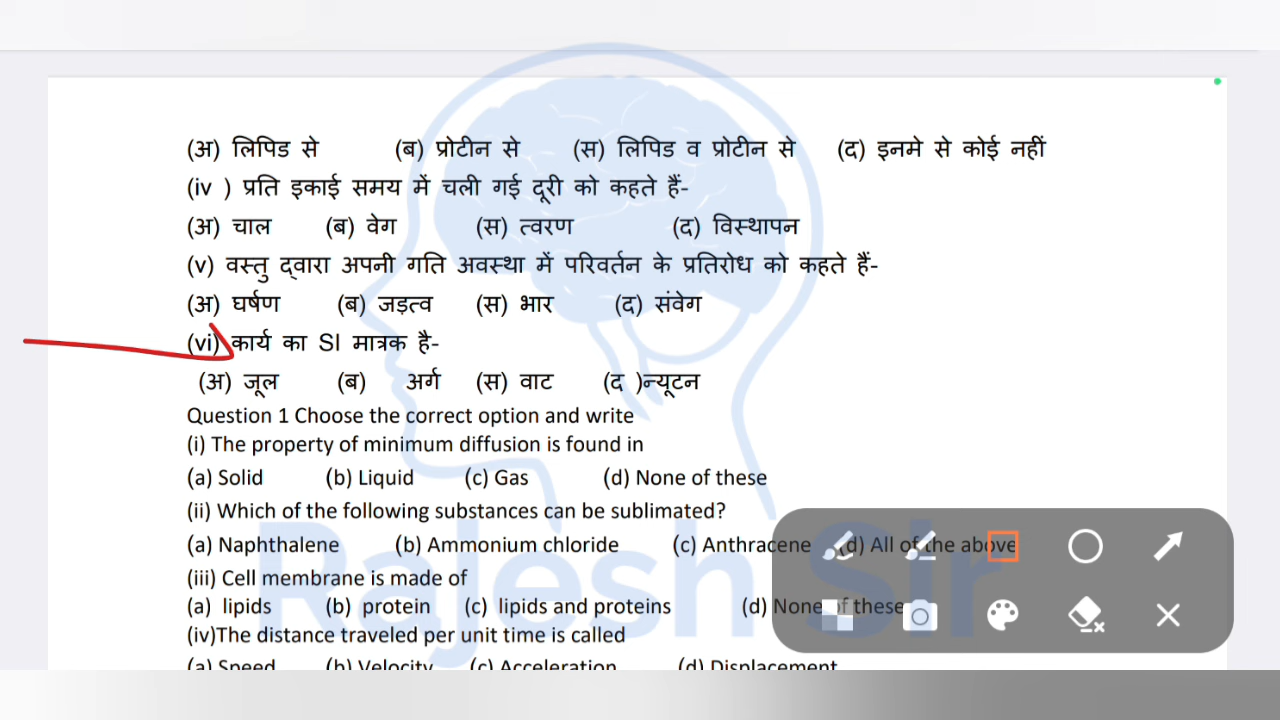 (अ) लिपिड से (ब) प्रोटीन से (स) लिपिड व प्रोटीन से (द) इनमे से कोई नहीं
(iv ) प्रति इकाई समय में चली गई दूरी को कहते हैं-
(अ) चाल (ब) वेग (स) त्वरण (द) विस्थापन
(v) वस्तु द्वारा अपनी गति अवस्था में परिवर्तन के प्रतिरोध को कहते हैं-
(अ) घर्षण (ब) जड़त्व (स) भार (द) संवेग
(vi) कार्य का SI मात्रक है-
(अ) जूल (ब) अर्ग (स) वाट (द )न्यूटन
Question 1 Choose the correct option and write
(i) The property of minimum diffusion is found in
(a) Solid (b) Liquid (c) Gas (d) None of these
(ii) Which of the following substances can be sublimated?
(a) Naphthalene (b) Ammonium chloride (c) Anthracene (d) All of the above
(iii) Cell membrane is made of
(a) lipids (b) protein (c) lipids and proteins (d) None of these
(iv)The distance traveled per unit time is called
(a) Speed (b) Velocity (c) Acceleration (d) Displacement
Rajesh Sir